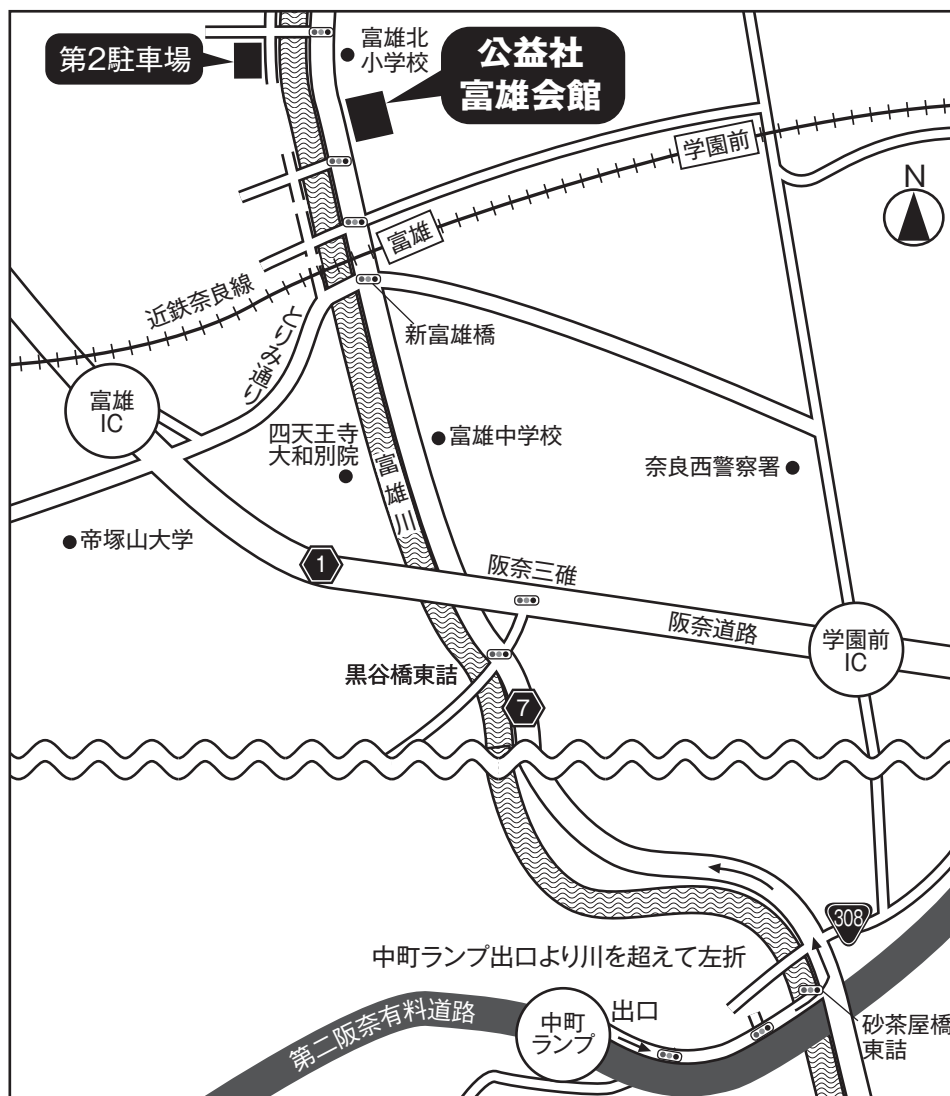 第2駐車場
富雄北
小学校
公益社
富雄会館
学園前
N
富雄
近鉄奈良線
とりみ通り
新富雄橋
富雄
IC
四天王寺
大和別院
富雄川
富雄中学校
奈良西警察署
帝塚山大学
1
阪奈三碓
阪奈道路
学園前
IC
黒谷橋東詰
7
308
中町ランプ出口より川を超えて左折
第二阪奈有料道路
中町
ランプ
出口
砂茶屋橋
東詰